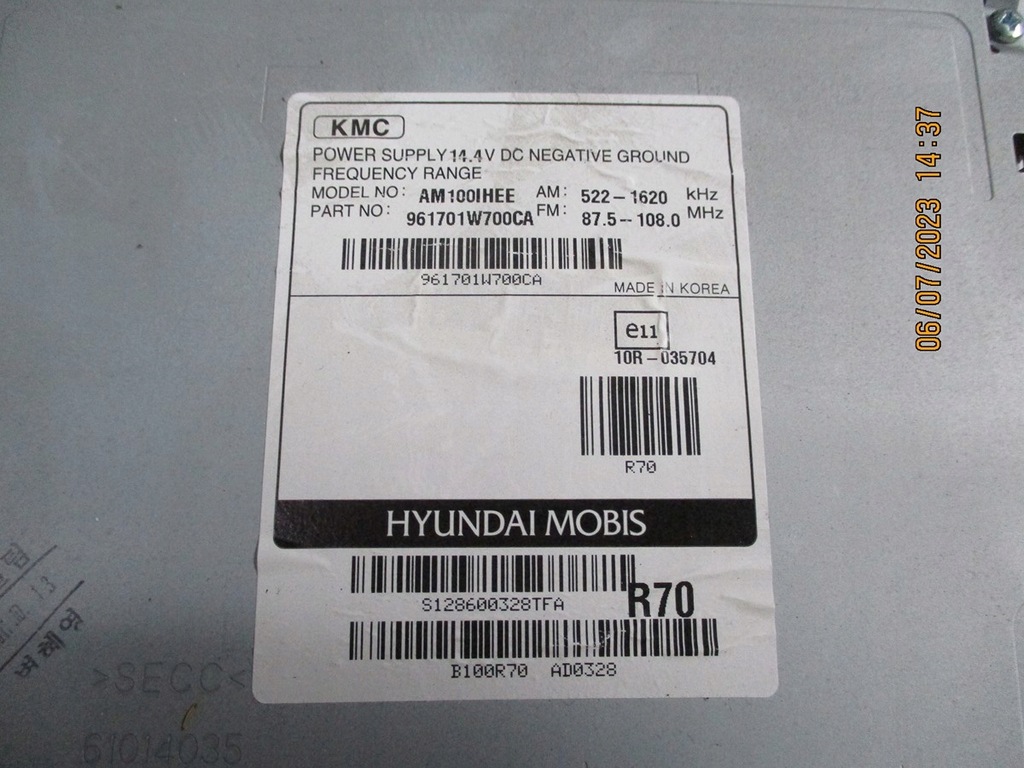 KMC
POWER SUPPLY 14.4V DC NEGATIVE GROUND
FREQUENCY RANGE
MODEL NO: AM100IHEE AM: 522-1620 kHz
PART NO: 961701W700CA FM: 87.5-108.0 MHz
961701W700CA
MADE IN KOREA
e11
10R-035704
R70
HYUNDAI MOBIS
S128600328TFA
R70
B100R70 AD0328
>SECC<
61014035
06/07/2023 14:37